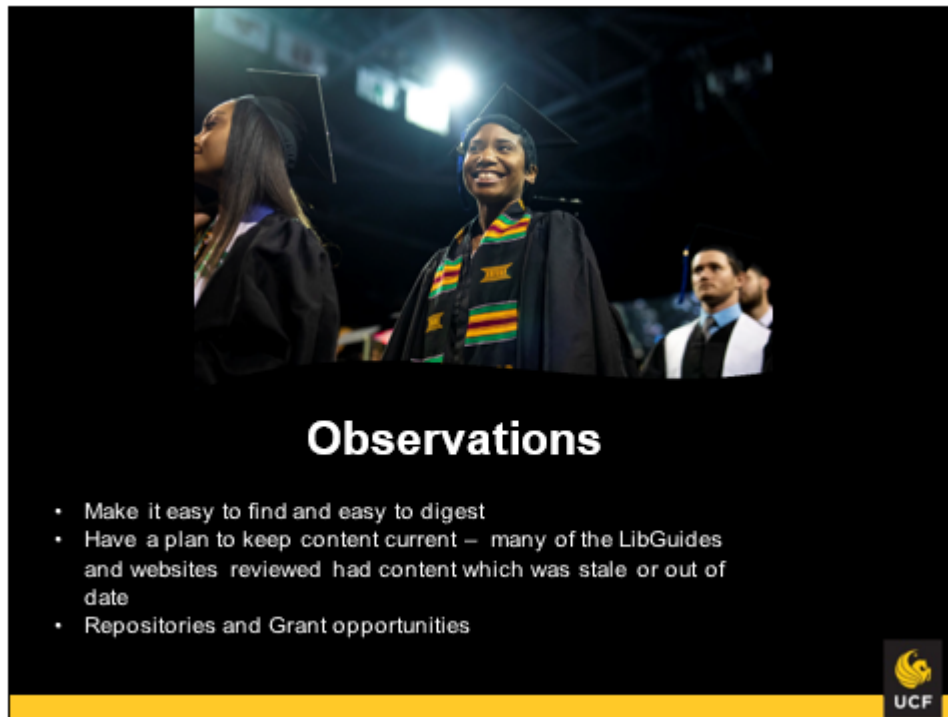 Observations
• Make it easy to find and easy to digest
• Have a plan to keep content current – many of the LibGuides
and websites reviewed had content which was stale or out of
date
• Repositories and Grant opportunities
UCF